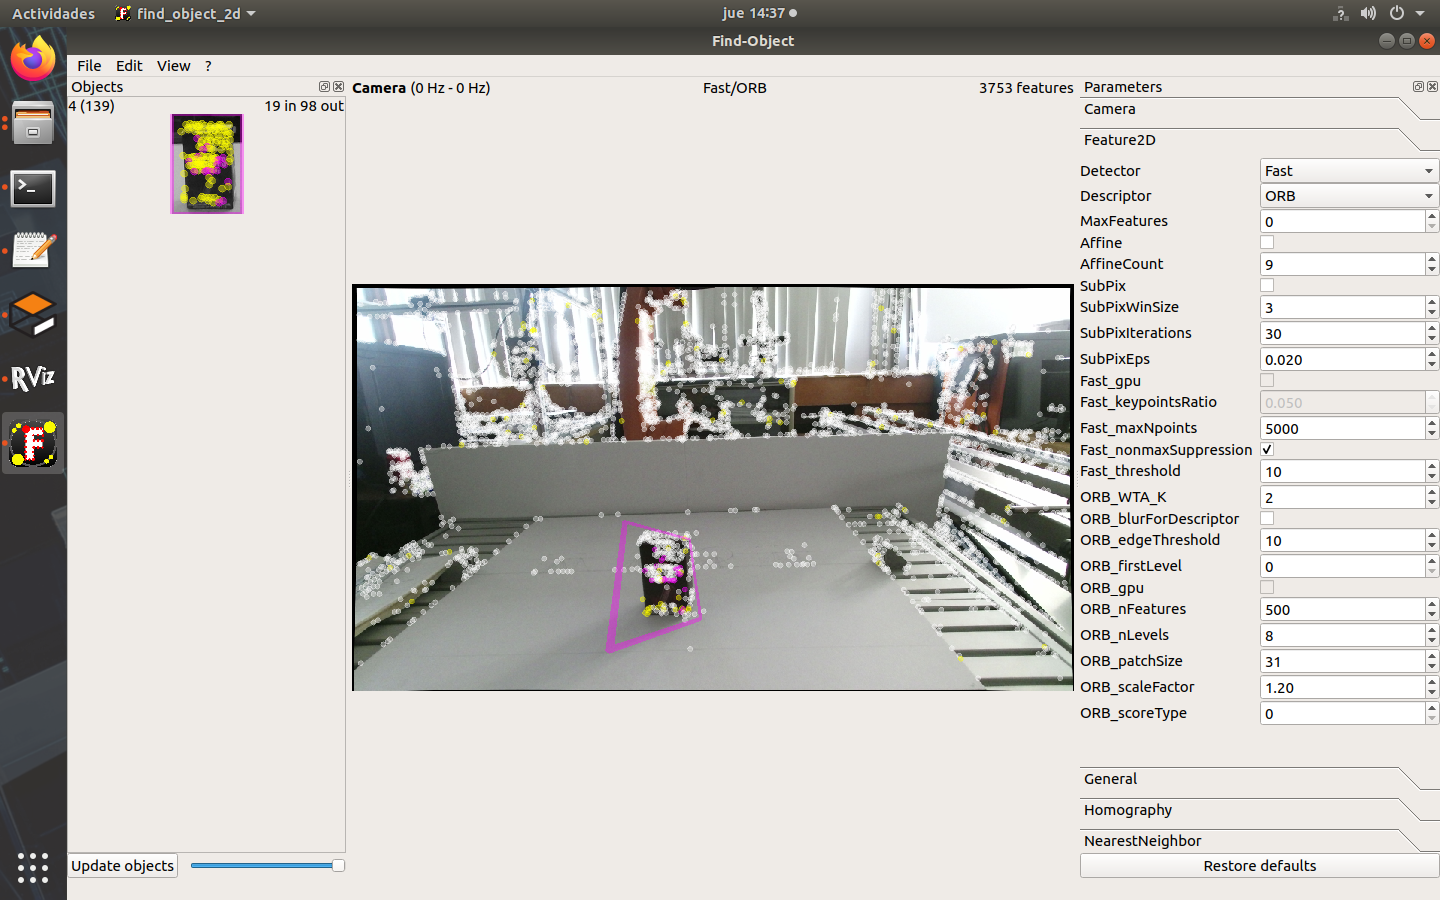 Actividades
find_object_2d
jue 14:37
?
Find-Object
File Edit View ?
Objects
4 (139)
19 in 98 out
Update objects
Camera (0 Hz - 0 Hz)
Fast/ORB
3753 features
Parameters
Camera
Feature2D
Detector Fast
Descriptor ORB
MaxFeatures 0
Affine
AffineCount 9
SubPix
SubPixWinSize 3
SubPixIterations 30
SubPixEps 0.020
Fast_gpu
Fast_keypointsRatio 0.050
Fast_maxNpoints 5000
Fast_nonmaxSuppression
Fast_threshold 10
ORB_WTA_K 2
ORB_blurForDescriptor
ORB_edgeThreshold 10
ORB_firstLevel 0
ORB_gpu
ORB_nFeatures 500
ORB_nLevels 8
ORB_patchSize 31
ORB_scaleFactor 1.20
ORB_scoreType 0
General
Homography
NearestNeighbor
Restore defaults
RViz
F